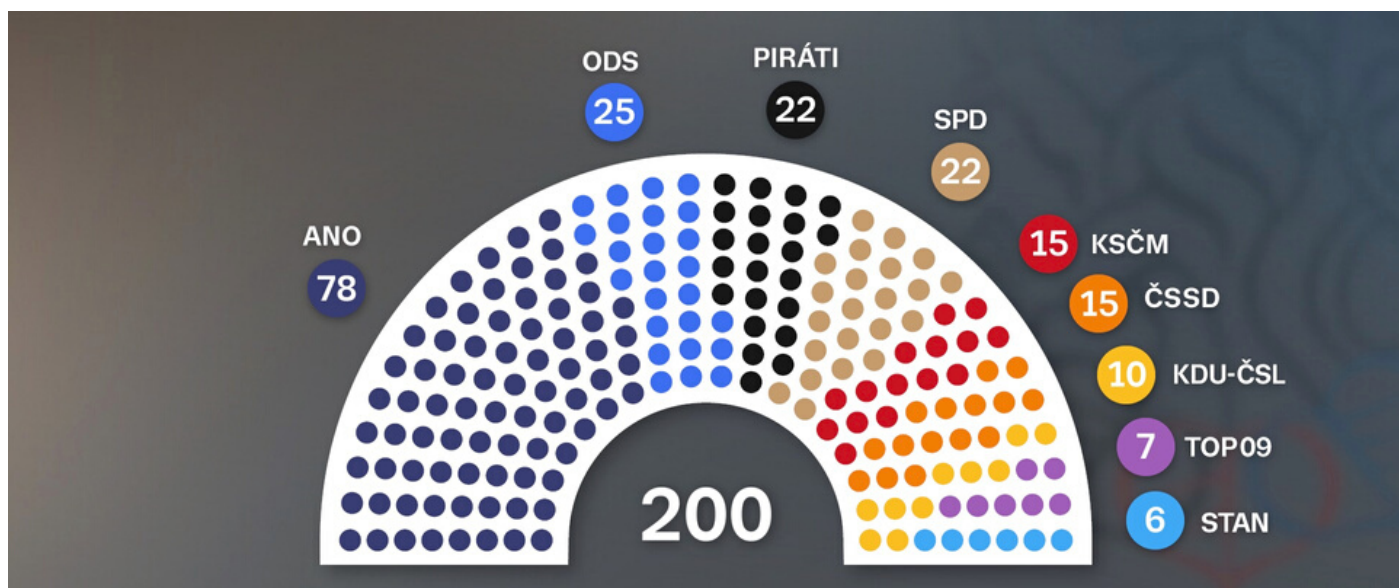 ODS
25
PIRÁTI
22
SPD
22
ANO
78
15 KSČM
15 ČSSD
10 KDU-ČSL
7 TOP09
6 STAN
200